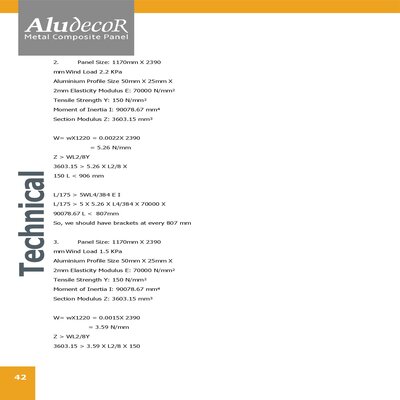 AludecoR
Metal Composite Panel
2. Panel Size: 1170mm X 2390
mm Wind Load 2.2 KPa
Aluminium Profile Size 50mm X 25mm X
2mm Elasticity Modulus E: 70000 N/mm²
Tensile Strength Y: 150 N/mm²
Moment of Inertia I: 90078.67 mm⁴
Section Modulus Z: 3603.15 mm³
W= wX1220 = 0.0022X 2390
= 5.26 N/mm
Z > WL2/8Y
3603.15 > 5.26 X L2/8 X
150 L < 906 mm
L/175 > 5WL4/384 E I
L/175 > 5 X 5.26 X L4/384 X 70000 X
90078.67 L < 807mm
So, we should have brackets at every 807 mm
3. Panel Size: 1170mm X 2390
mm Wind Load 1.5 KPa
Aluminium Profile Size 50mm X 25mm X
2mm Elasticity Modulus E: 70000 N/mm²
Tensile Strength Y: 150 N/mm²
Moment of Inertia I: 90078.67 mm⁴
Section Modulus Z: 3603.15 mm³
W= wX1220 = 0.0015X 2390
= 3.59 N/mm
Z > WL2/8Y
3603.15 > 3.59 X L2/8 X 150
Technical
42